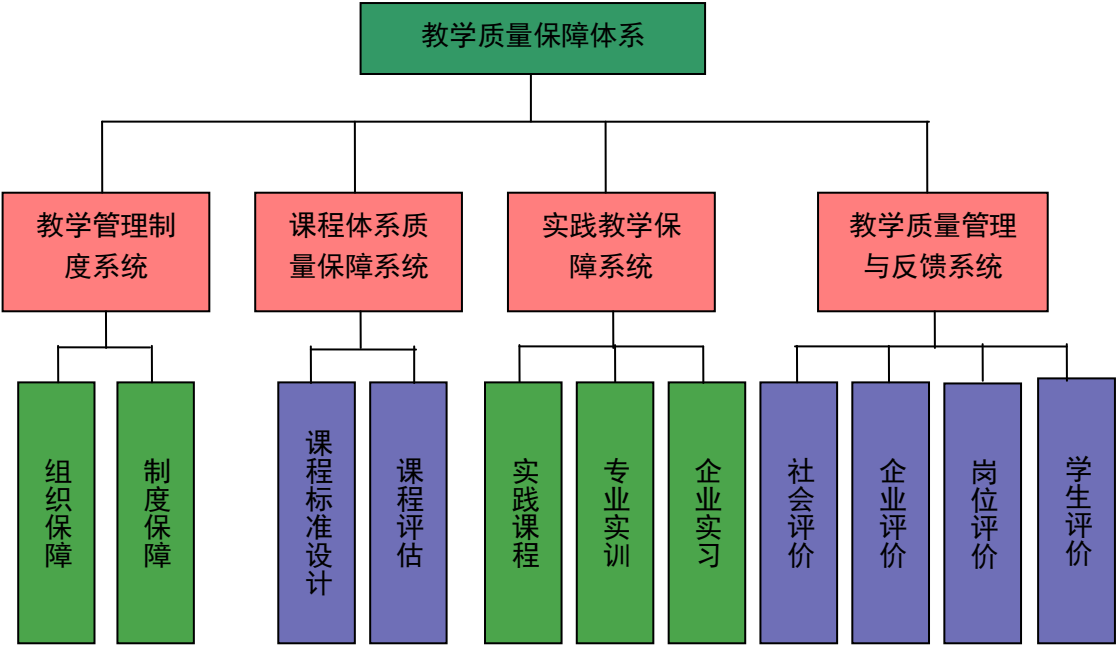 教学质量保障体系
教学管理制
度系统
课程体系质
量保障系统
实践教学保
障系统
教学质量管理
与反馈系统
组织保障
制度保障
课程标准设计
课程评估
实践课程
专业实训
企业实习
社会评价
企业评价
岗位评价
学生评价